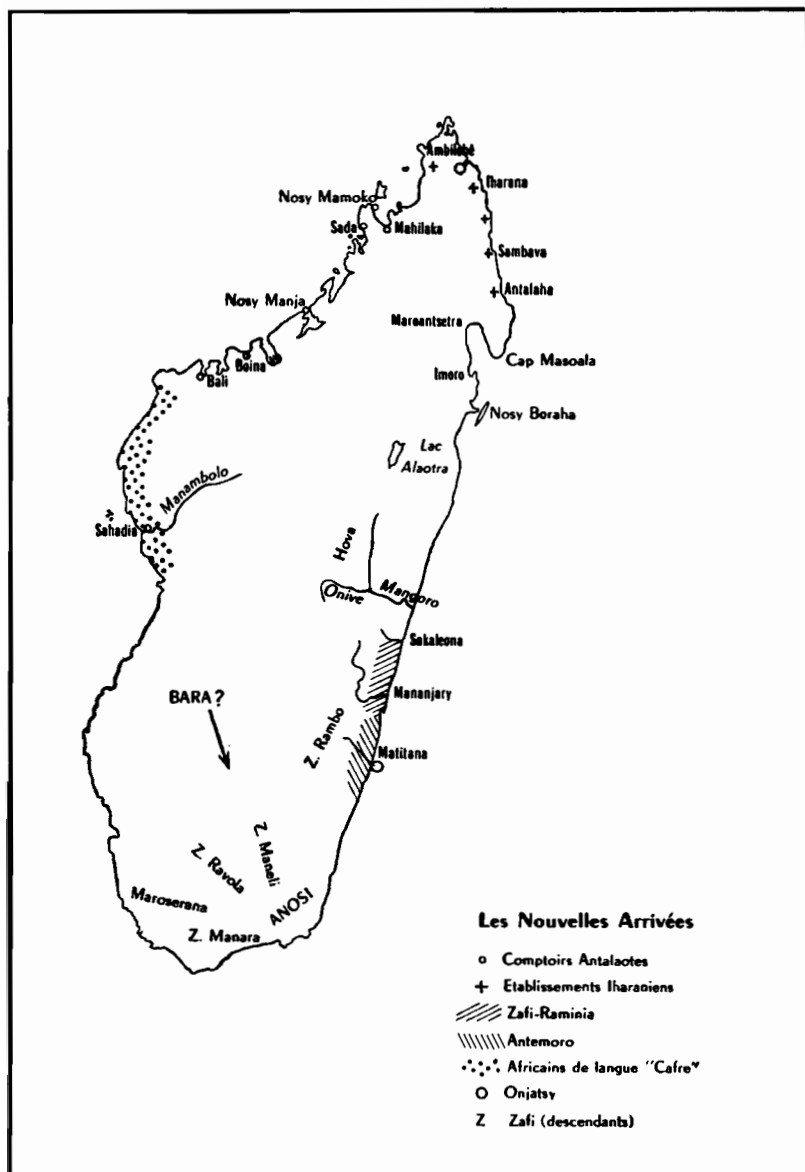 Ambilobe
Iharana
Nosy Mamoko
Sada
Mahilaka
Sambava
Antalaha
Nosy Manja
Maroantsetra
Cap Masoala
Boina
Bali
Imoro
Nosy Boraha
Lac
Alaotra
Manambolo
Sahadia
Hova
Onive
Mangoro
Sakaleona
Mananjary
BARA?
Z. Rambo
Matitana
Z. Maneli
Z. Ravola
Maroserana
ANOSI
Z. Manara
Les Nouvelles Arrivées
Comptoirs Antalaotes
Etablissements Iharaniens
Zafi-Raminia
Antemoro
Africains de langue "Cafre"
Onjatsy
Z Zafi (descendants)